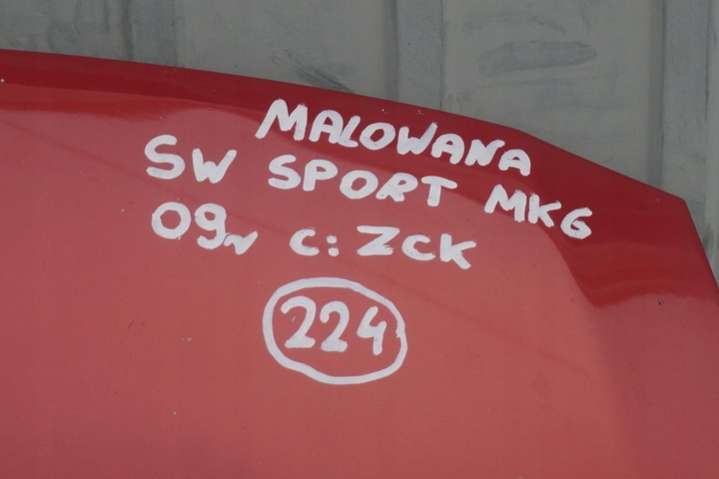 MALOWANA
SW SPORT MK6
09r C: ZCK
224